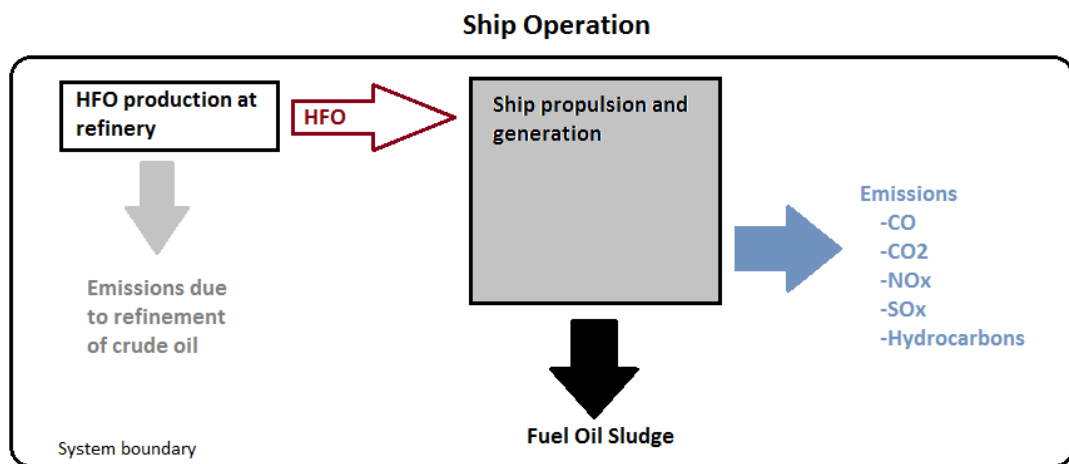 Ship Operation
HFO production at
refinery
HFO
Ship propulsion and
generation
Emissions
-CO
-CO2
-NOx
-SOx
-Hydrocarbons
Emissions due
to refinement
of crude oil
Fuel Oil Sludge
System boundary